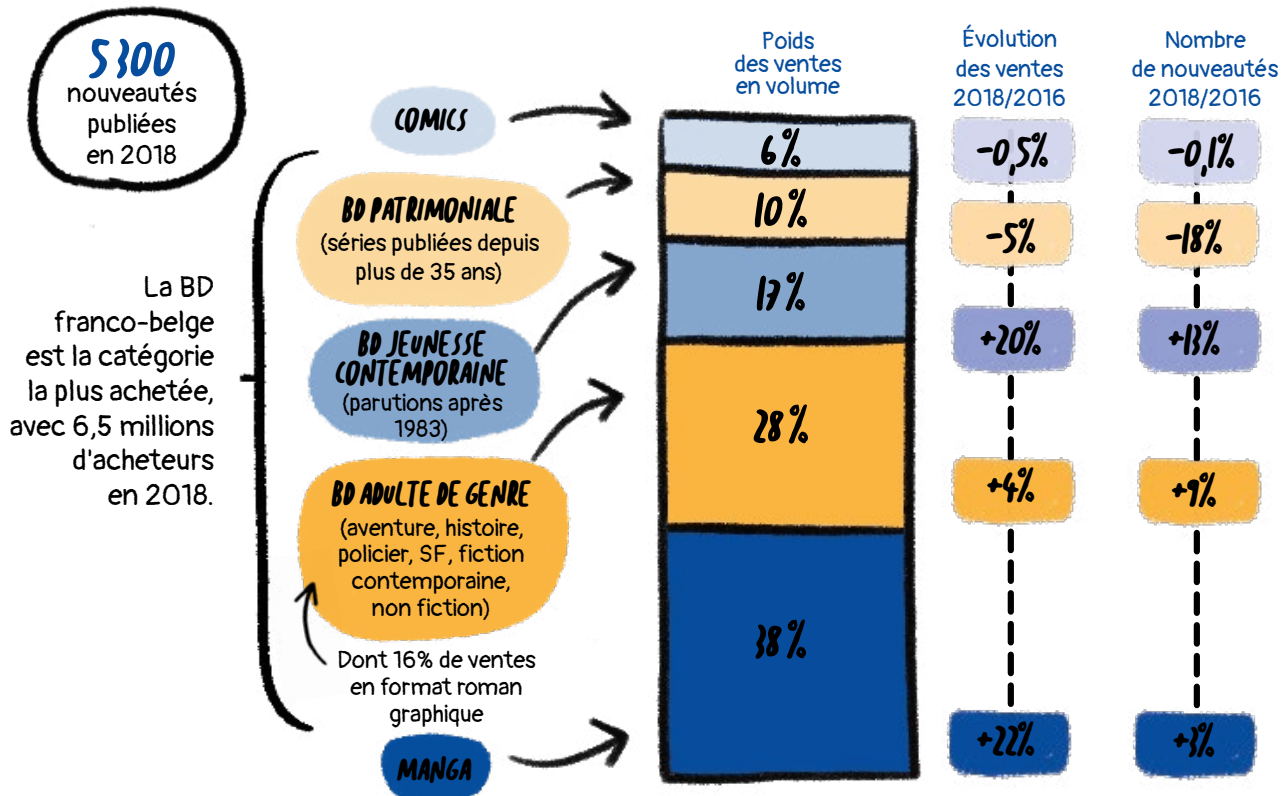 5 300
nouveautés
publiées
en 2018
La BD
franco-belge
est la catégorie
la plus achetée,
avec 6,5 millions
d'acheteurs
en 2018.
COMICS
BD PATRIMONIALE
(séries publiées depuis
plus de 35 ans)
BD JEUNESSE
CONTEMPORAINE
(parutions après
1983)
BD ADULTE DE GENRE
(aventure, histoire,
policier, SF, fiction
contemporaine,
non fiction)
Dont 16% de ventes
en format roman
graphique
MANGA
Poids
des ventes
en volume
6%
10%
17%
28%
38%
Évolution
des ventes
2018/2016
-0,5%
-5%
+20%
+4%
+22%
Nombre
de nouveautés
2018/2016
-0,1%
-18%
+13%
+9%
+3%